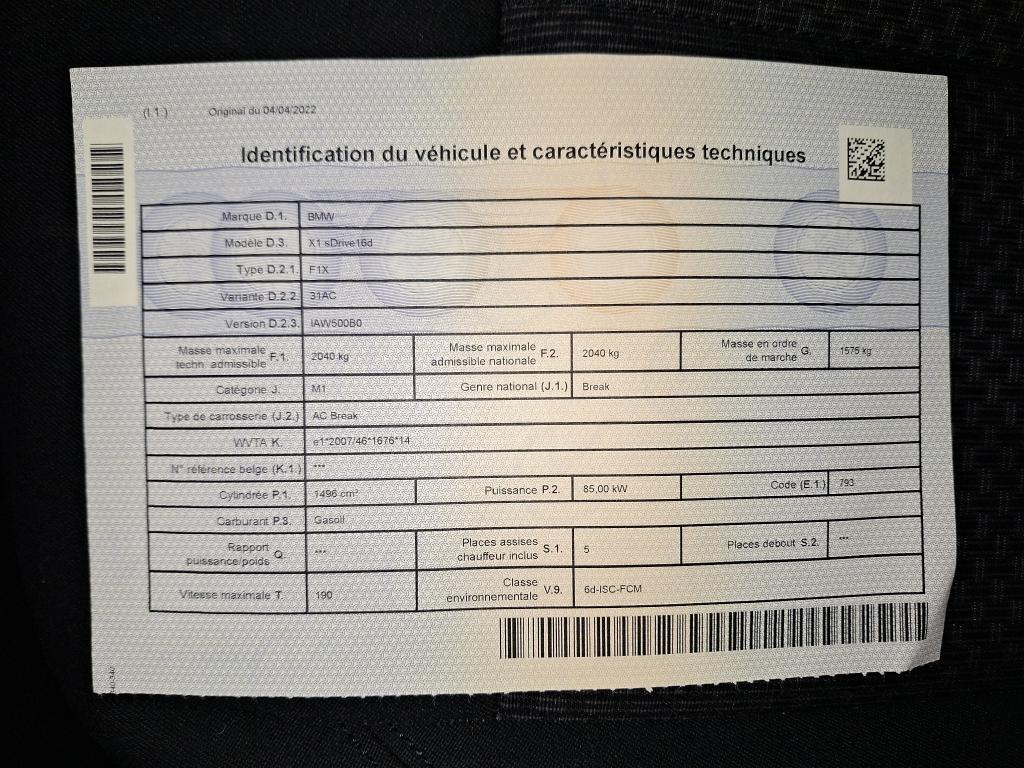 (I.1.) Original du 04/04/2022
Identification du véhicule et caractéristiques techniques
Marque D.1. BMW
Modèle D.3. X1 sDrive16d
Type D.2.1. F1X
Variante D.2.2. 31AC
Version D.2.3. IAW500B0
Masse maximale techn. admissible F.1. 2040 kg Masse maximale admissible nationale F.2. 2040 kg Masse en ordre de marche G. 1575 kg
Catégorie J. M1 Genre national (J.1.) Break
Type de carrosserie (J.2.) AC Break
WVTA K. e1*2007/46*1676*14
N° référence belge (K.1.) ***
Cylindrée P.1. 1496 cm³ Puissance P.2. 85,00 kW Code (E.1.) 793
Carburant P.3. Gasoil
Rapport puissance/poids Q. *** Places assises chauffeur inclus S.1. 5 Places debout S.2. ***
Vitesse maximale T. 190 Classe environnementale V.9. 6d-ISC-FCM